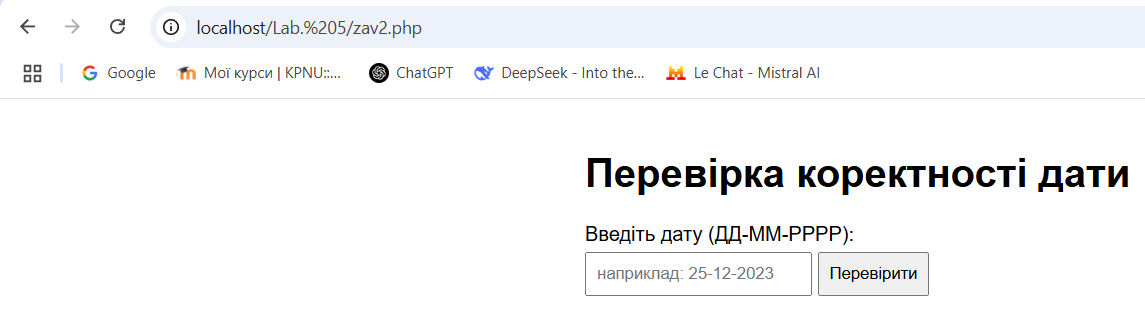 localhost/Lab.%205/zav2.php
Google Мої курси | KPNU::... ChatGPT DeepSeek - Into the... Le Chat - Mistral AI
Перевірка коректності дати
Введіть дату (ДД-ММ-РРРР):
наприклад: 25-12-2023 Перевірити